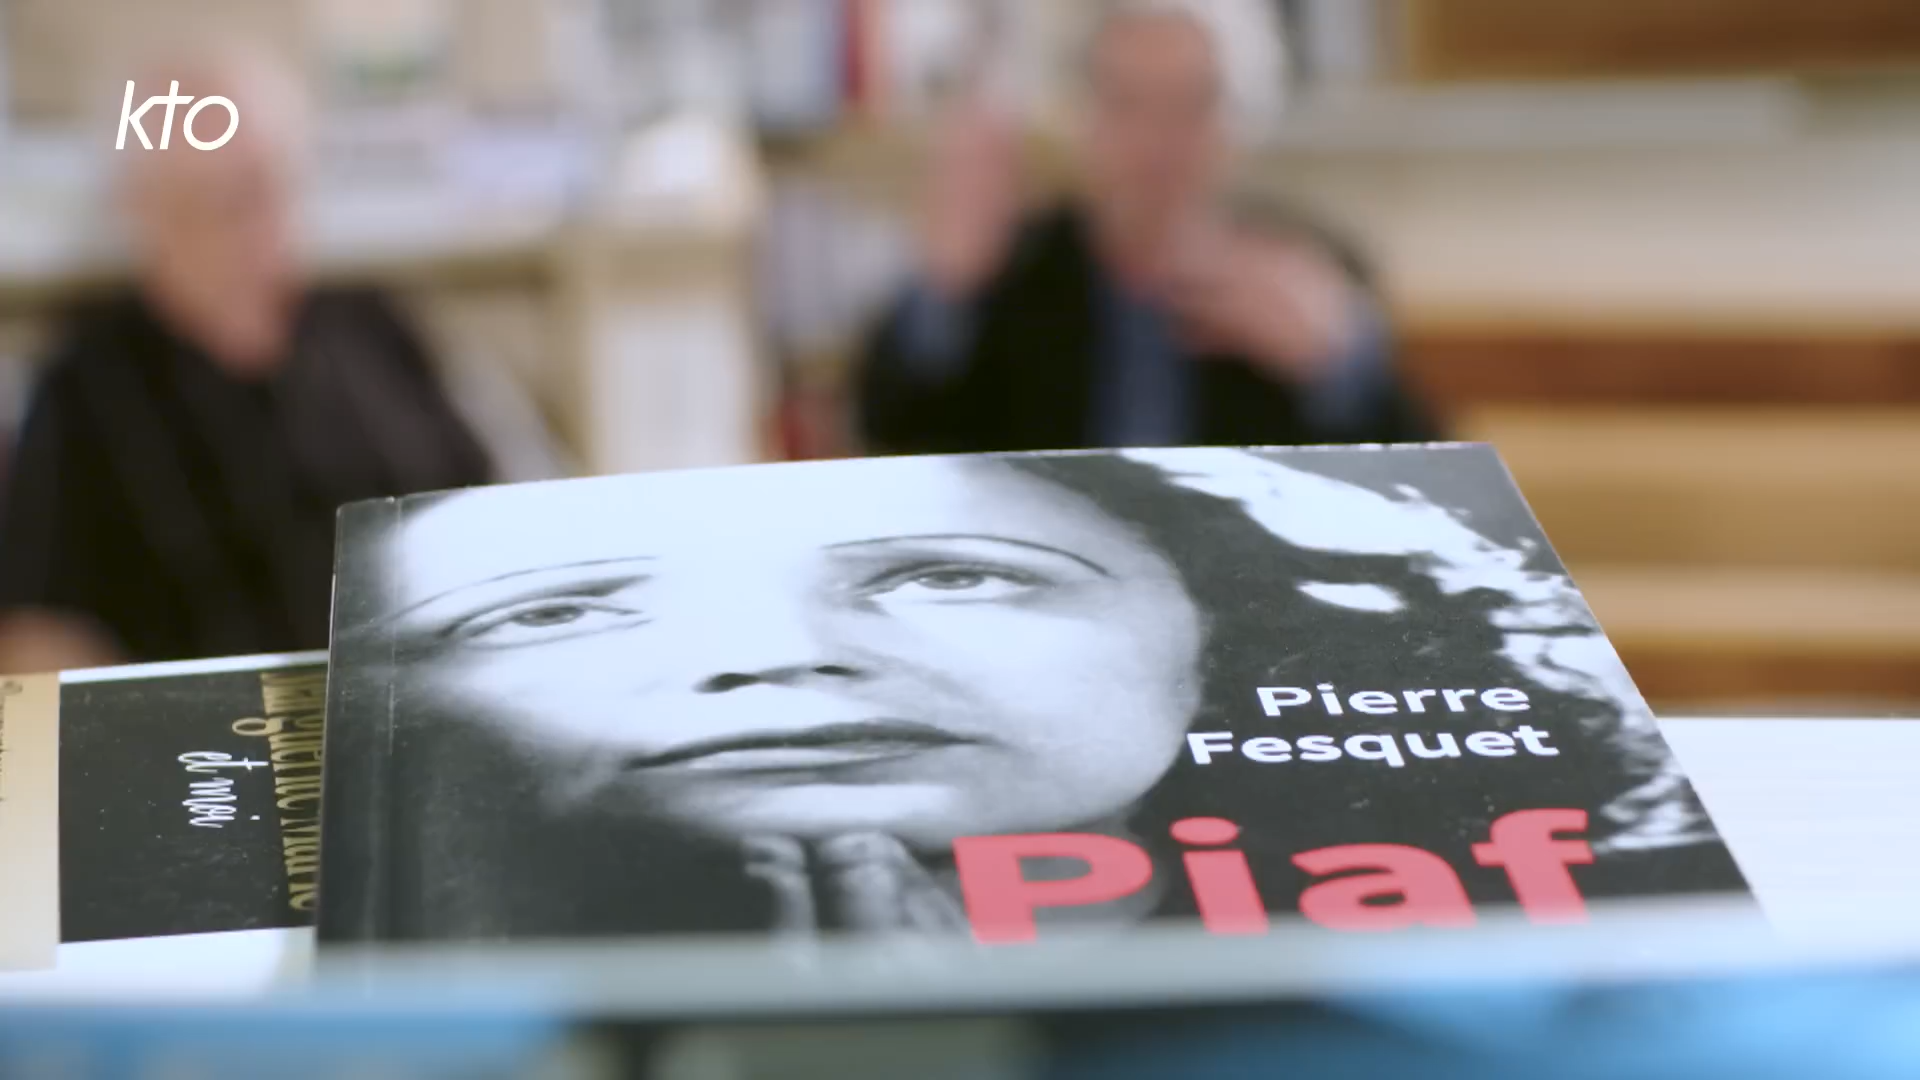 kto
Pierre
Fesquet
Piaf
et moi